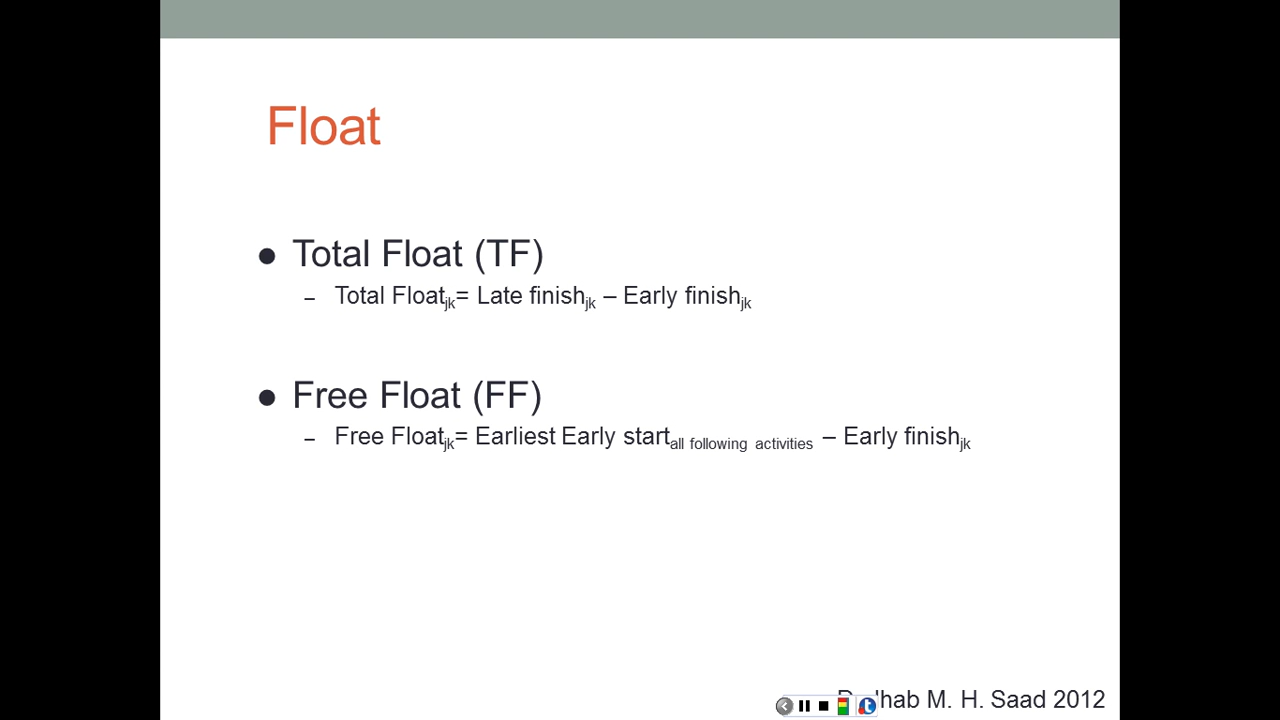 Float
● Total Float (TF)
– Total Floatjk= Late finishjk – Early finishjk
● Free Float (FF)
– Free Floatjk= Earliest Early startall following activities – Early finishjk
M. H. Saad 2012